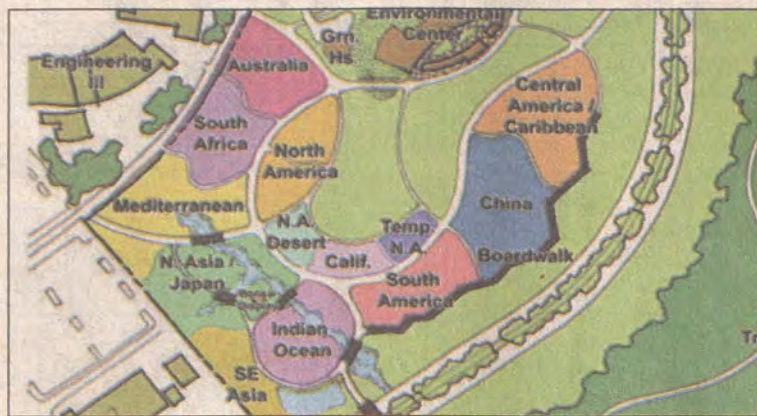 Environmental
Center
Grn.
Hs.
Engineering
III
Australia
Central
America /
Caribbean
South
Africa
North
America
Mediterranean
China
N.A.
Desert
Temp.
N.A.
Calif.
Boardwalk
N. Asia /
Japan
South
America
Indian
Ocean
SE
Asia